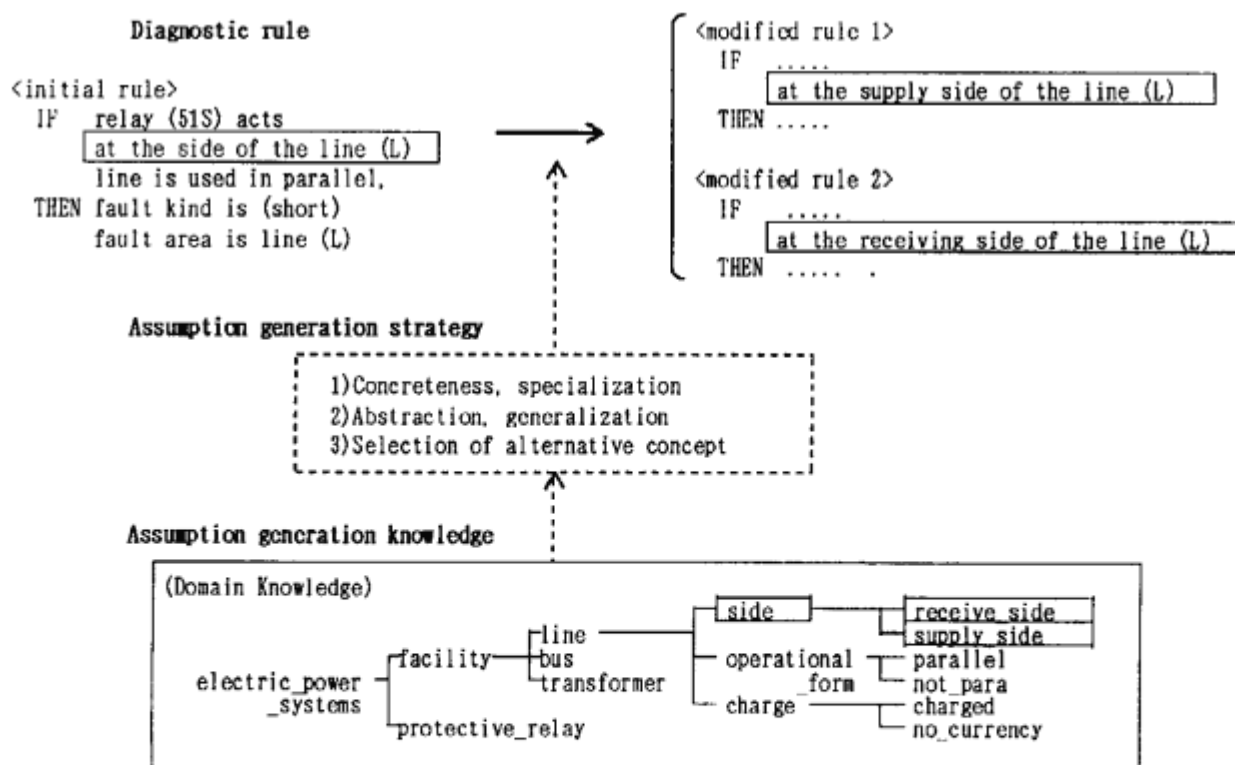 Diagnostic rule
<initial rule>
IF relay (51S) acts
at the side of the line (L)
line is used in parallel,
THEN fault kind is (short)
fault area is line (L)
<modified rule 1>
IF .....
at the supply side of the line (L)
THEN .....
<modified rule 2>
IF .....
at the receiving side of the line (L)
THEN ..... .
Assumption generation strategy
1)Concreteness, specialization
2)Abstraction, generalization
3)Selection of alternative concept
Assumption generation knowledge
(Domain Knowledge)
electric_power
_systems
facility
protective_relay
line
bus
transformer
side
operational
_form
charge
receive_side
supply_side
parallel
not_para
charged
no_currency